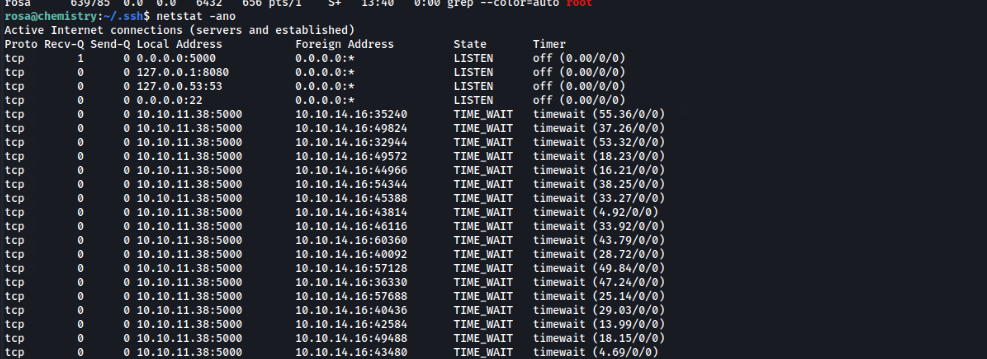 rosa 639785 0.0 0.0 6432 656 pts/1 S+ 13:40 0:00 grep --color=auto root
rosa@chemistry:~/.ssh$ netstat -ano
Active Internet connections (servers and established)
Proto Recv-Q Send-Q Local Address Foreign Address State Timer
tcp 1 0 0.0.0.0:5000 0.0.0.0:* LISTEN off (0.00/0/0)
tcp 0 0 127.0.0.1:8080 0.0.0.0:* LISTEN off (0.00/0/0)
tcp 0 0 127.0.0.53:53 0.0.0.0:* LISTEN off (0.00/0/0)
tcp 0 0 0.0.0.0:22 0.0.0.0:* LISTEN off (0.00/0/0)
tcp 0 0 10.10.11.38:5000 10.10.14.16:35240 TIME_WAIT timewait (55.36/0/0)
tcp 0 0 10.10.11.38:5000 10.10.14.16:49824 TIME_WAIT timewait (37.26/0/0)
tcp 0 0 10.10.11.38:5000 10.10.14.16:32944 TIME_WAIT timewait (53.32/0/0)
tcp 0 0 10.10.11.38:5000 10.10.14.16:49572 TIME_WAIT timewait (18.23/0/0)
tcp 0 0 10.10.11.38:5000 10.10.14.16:44966 TIME_WAIT timewait (16.21/0/0)
tcp 0 0 10.10.11.38:5000 10.10.14.16:54344 TIME_WAIT timewait (38.25/0/0)
tcp 0 0 10.10.11.38:5000 10.10.14.16:45388 TIME_WAIT timewait (33.27/0/0)
tcp 0 0 10.10.11.38:5000 10.10.14.16:43814 TIME_WAIT timewait (4.92/0/0)
tcp 0 0 10.10.11.38:5000 10.10.14.16:46116 TIME_WAIT timewait (33.92/0/0)
tcp 0 0 10.10.11.38:5000 10.10.14.16:60360 TIME_WAIT timewait (43.79/0/0)
tcp 0 0 10.10.11.38:5000 10.10.14.16:40092 TIME_WAIT timewait (28.72/0/0)
tcp 0 0 10.10.11.38:5000 10.10.14.16:57128 TIME_WAIT timewait (49.84/0/0)
tcp 0 0 10.10.11.38:5000 10.10.14.16:36330 TIME_WAIT timewait (47.24/0/0)
tcp 0 0 10.10.11.38:5000 10.10.14.16:57688 TIME_WAIT timewait (25.14/0/0)
tcp 0 0 10.10.11.38:5000 10.10.14.16:40436 TIME_WAIT timewait (29.03/0/0)
tcp 0 0 10.10.11.38:5000 10.10.14.16:42584 TIME_WAIT timewait (13.99/0/0)
tcp 0 0 10.10.11.38:5000 10.10.14.16:49488 TIME_WAIT timewait (18.15/0/0)
tcp 0 0 10.10.11.38:5000 10.10.14.16:43480 TIME_WAIT timewait (4.69/0/0)